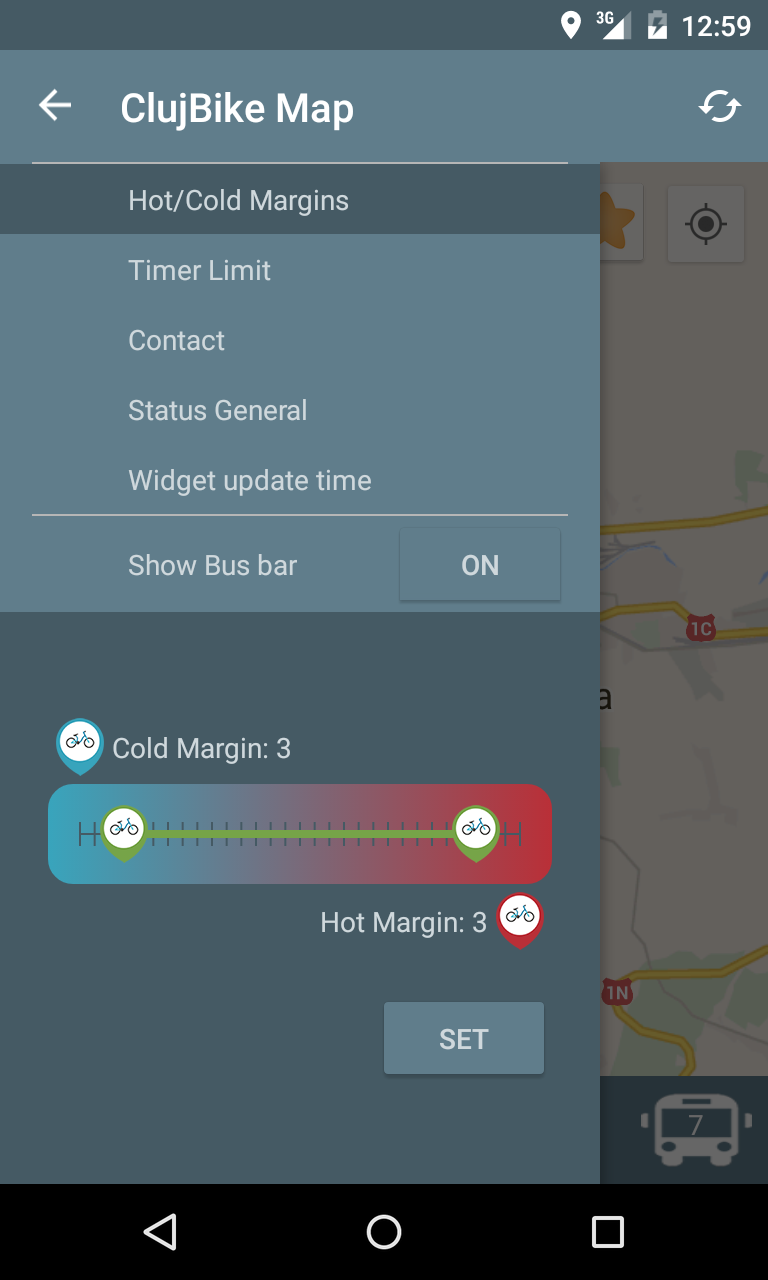 3G 12:59
ClujBike Map
Hot/Cold Margins
Timer Limit
Contact
Status General
Widget update time
Show Bus bar ON
1C
a
Cold Margin: 3
Hot Margin: 3
1N
SET
7